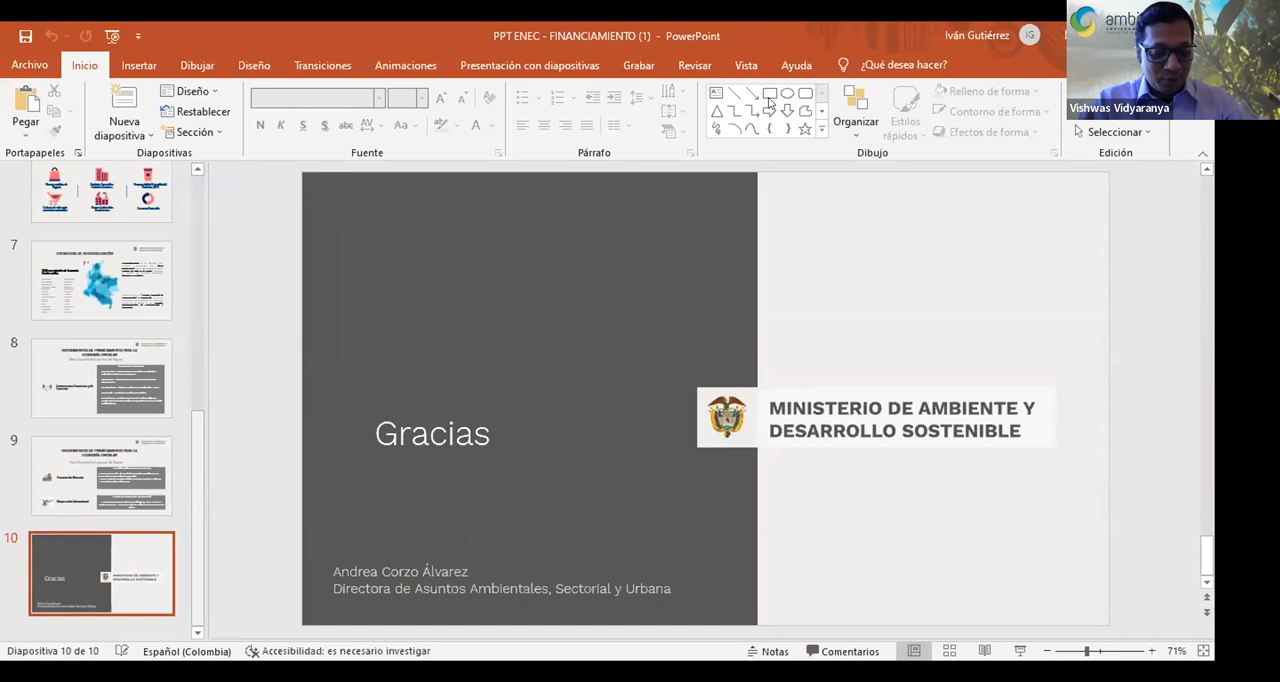 PPT ENEC - FINANCIAMIENTO (1) - PowerPoint
Iván Gutiérrez
IG
Archivo
Inicio
Insertar
Dibujar
Diseño
Transiciones
Animaciones
Presentación con diapositivas
Grabar
Revisar
Vista
Ayuda
¿Qué desea hacer?
Vishwas Vidyaranya
Pegar
Nueva
diapositiva
Diseño
Restablecer
Sección
N K S S abc AV Aa
A
Organizar
Estilos
rápidos
Relleno de forma
Contorno de forma
Efectos de forma
Seleccionar
Portapapeles
Diapositivas
Fuente
Párrafo
Dibujo
Edición
7
8
9
10
Gracias
Gracias
MINISTERIO DE AMBIENTE Y
DESARROLLO SOSTENIBLE
Andrea Corzo Álvarez
Directora de Asuntos Ambientales, Sectorial y Urbana
Diapositiva 10 de 10
Español (Colombia)
Accesibilidad: es necesario investigar
Notas
Comentarios
71%